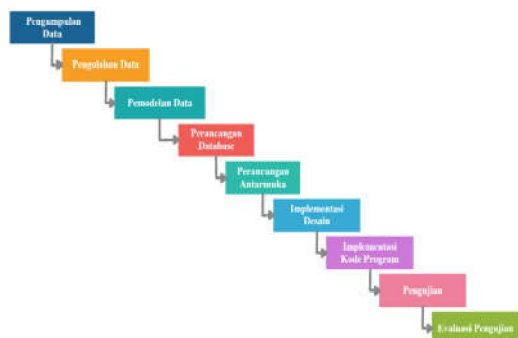 Pengumpulan
Data
Pengolahan Data
Pemodelan Data
Perancangan
Database
Perancangan
Antarmuka
Implementasi
Desain
Implementasi
Kode Program
Pengujian
Evaluasi Pengujian